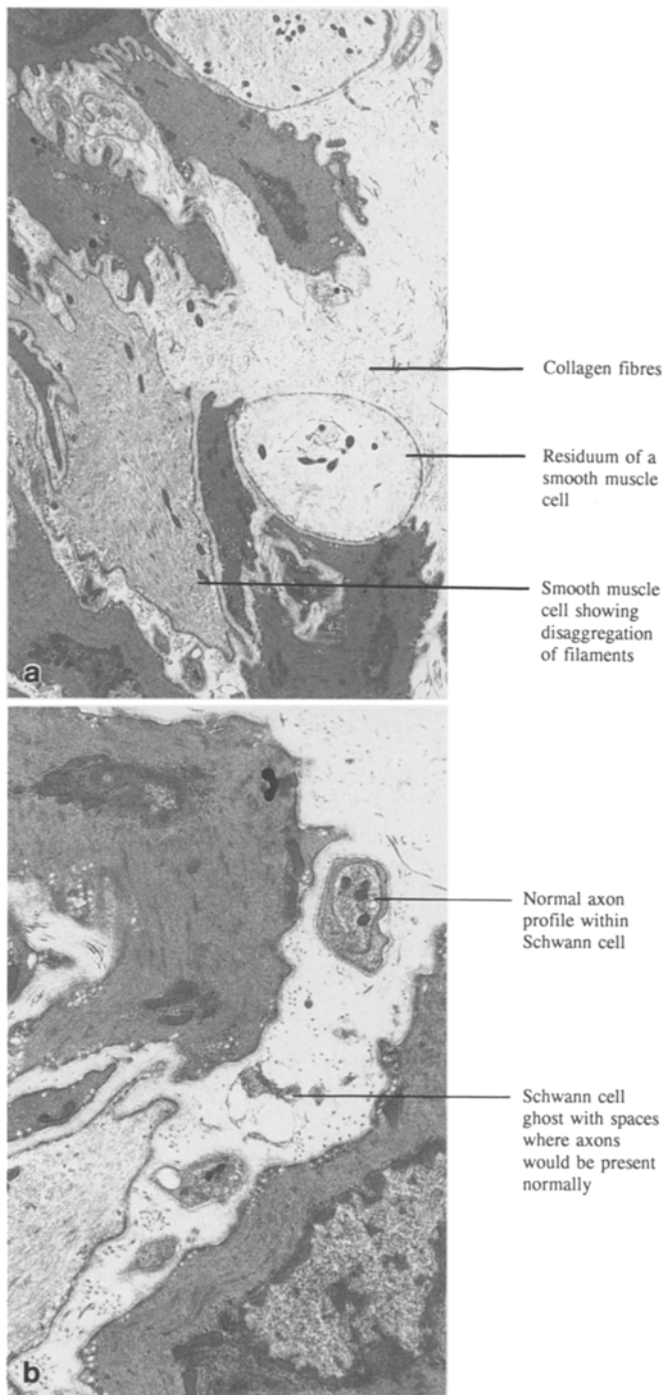 Collagen fibres
Residuum of a
smooth muscle
cell
Smooth muscle
cell showing
disaggregation
of filaments
a
Normal axon
profile within
Schwann cell
Schwann cell
ghost with spaces
where axons
would be present
normally
b